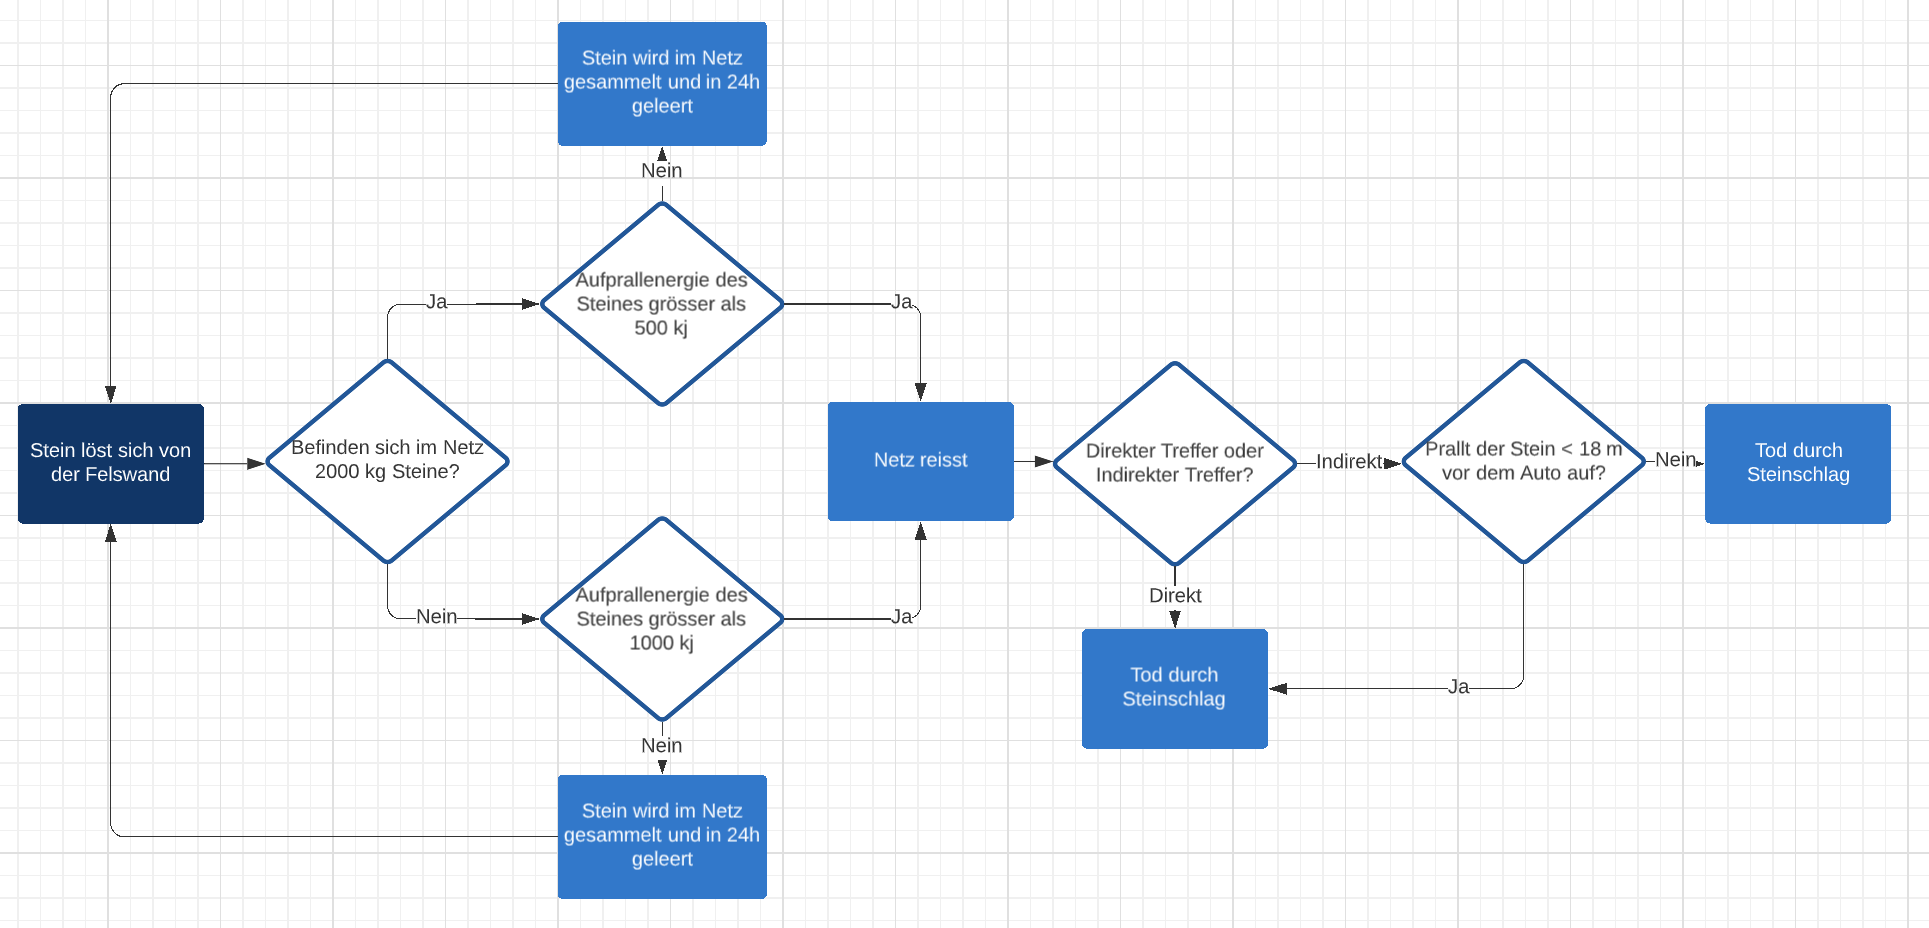 Stein wird im Netz
gesammelt und in 24h
geleert
Nein
Aufprallenergie des
Steines grösser als
500 kj
Ja
Ja
Stein löst sich von
der Felswand
Befinden sich im Netz
2000 kg Steine?
Netz reisst
Direkter Treffer oder
Indirekter Treffer?
Indirekt
Prallt der Stein < 18 m
vor dem Auto auf?
Nein
Tod durch
Steinschlag
Nein
Aufprallenergie des
Steines grösser als
1000 kj
Ja
Direkt
Tod durch
Steinschlag
Ja
Nein
Stein wird im Netz
gesammelt und in 24h
geleert